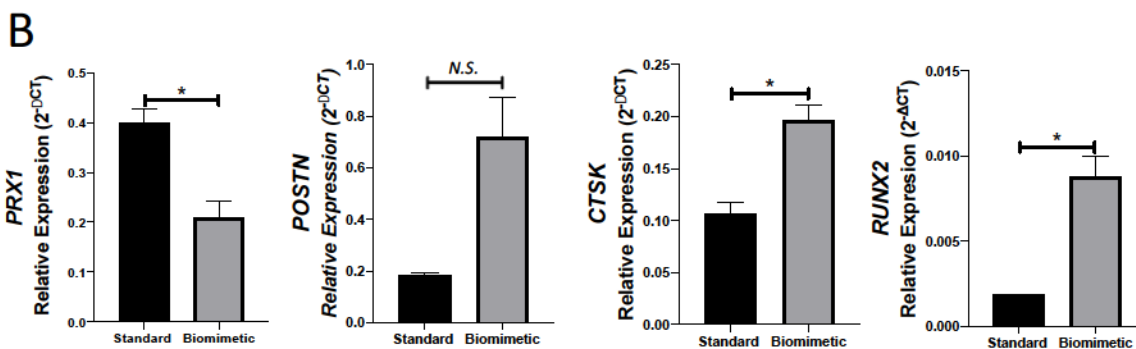 B
PRX1
Relative Expression (2-DCT)
0.5
0.4
0.3
0.2
0.1
0.0
*
Standard Biomimetic
POSTN
Relative Expression (2-DCT)
1.0
0.8
0.6
0.4
0.2
0.0
N.S.
Standard Biomimetic
CTSK
Relative Expression (2-DCT)
0.25
0.20
0.15
0.10
0.05
0.00
*
Standard Biomimetic
RUNX2
Relative Expression (2-ΔCT)
0.015
0.010
0.005
0.000
*
Standard Biomimetic